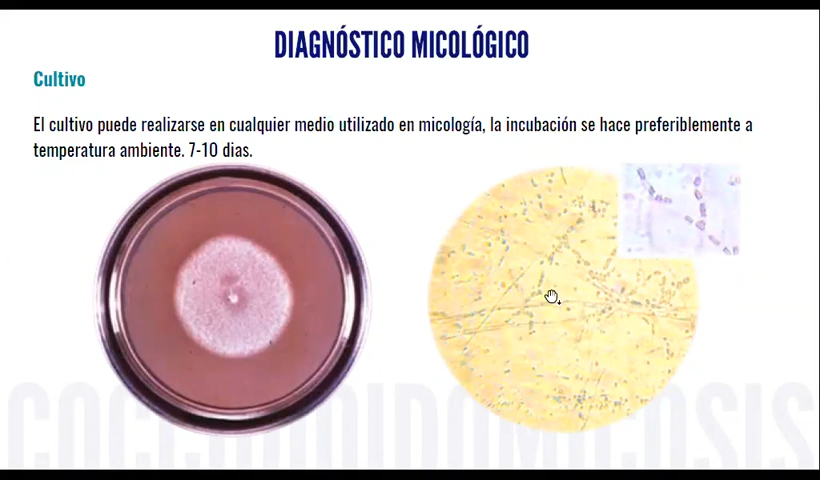 DIAGNÓSTICO MICOLÓGICO
Cultivo
El cultivo puede realizarse en cualquier medio utilizado en micología, la incubación se hace preferiblemente a
temperatura ambiente. 7-10 dias.
COCCIDIOIDOMICOSIS